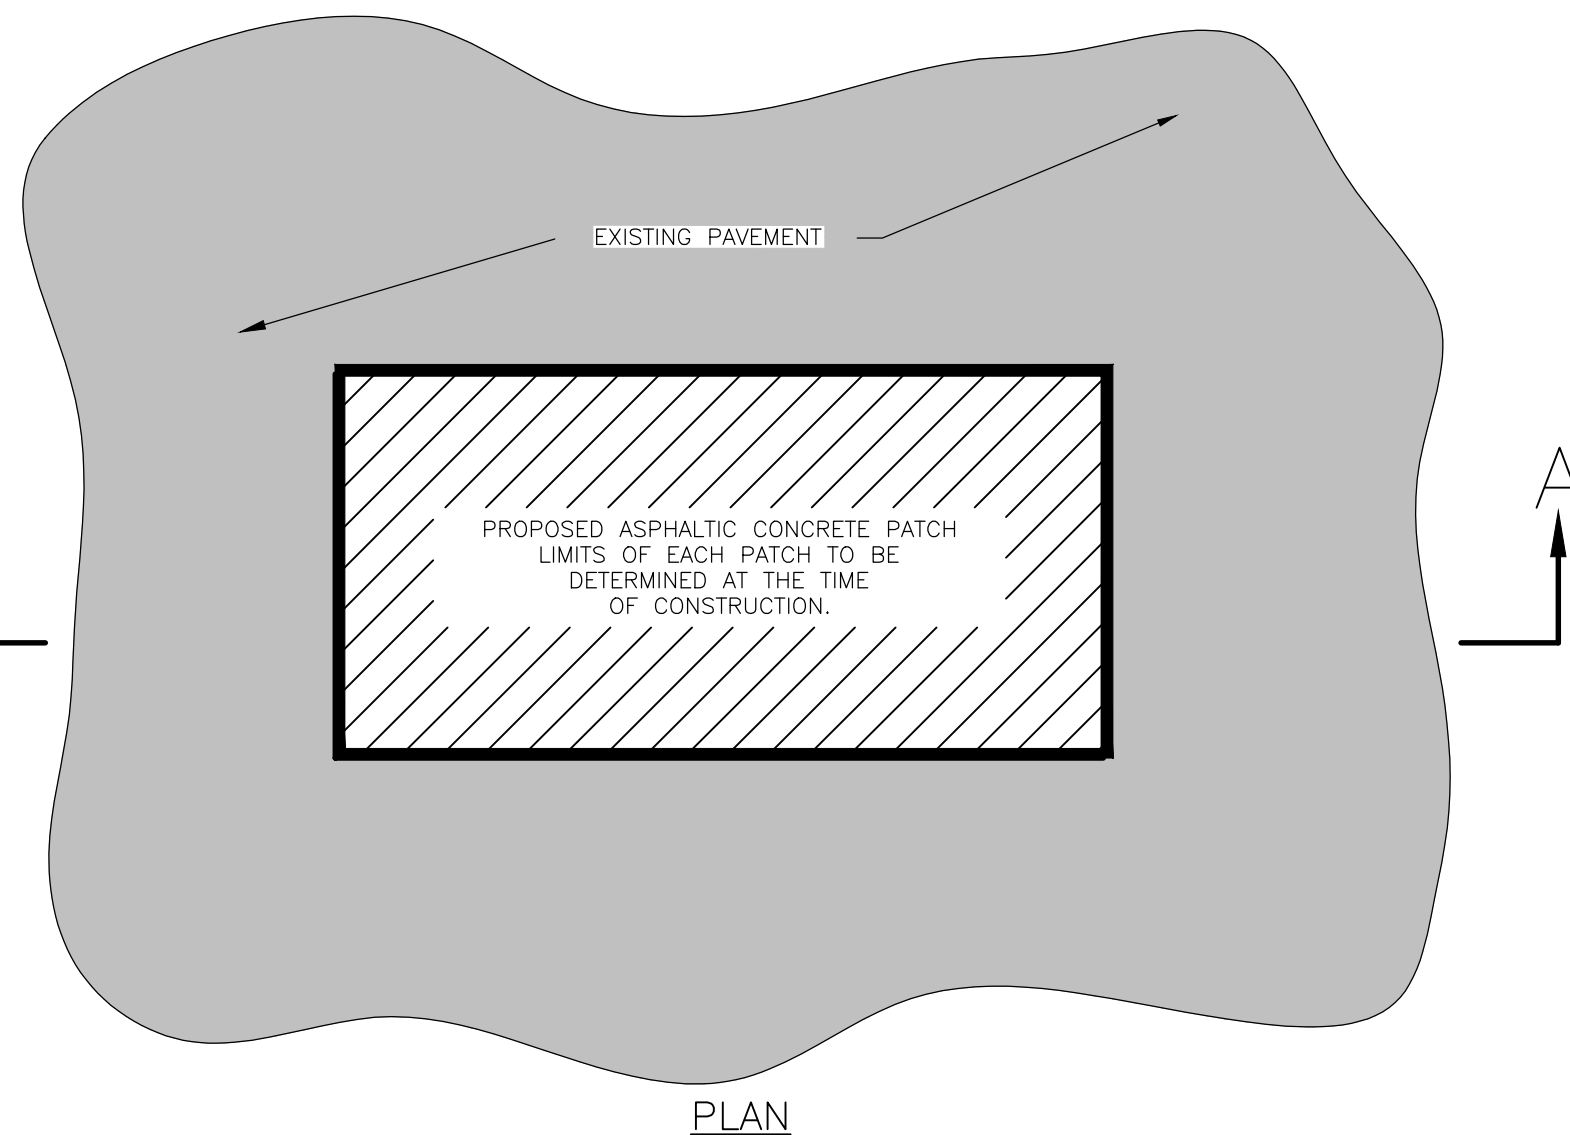 EXISTING PAVEMENT
A
PROPOSED ASPHALTIC CONCRETE PATCH
LIMITS OF EACH PATCH TO BE
DETERMINED AT THE TIME
OF CONSTRUCTION.
PLAN